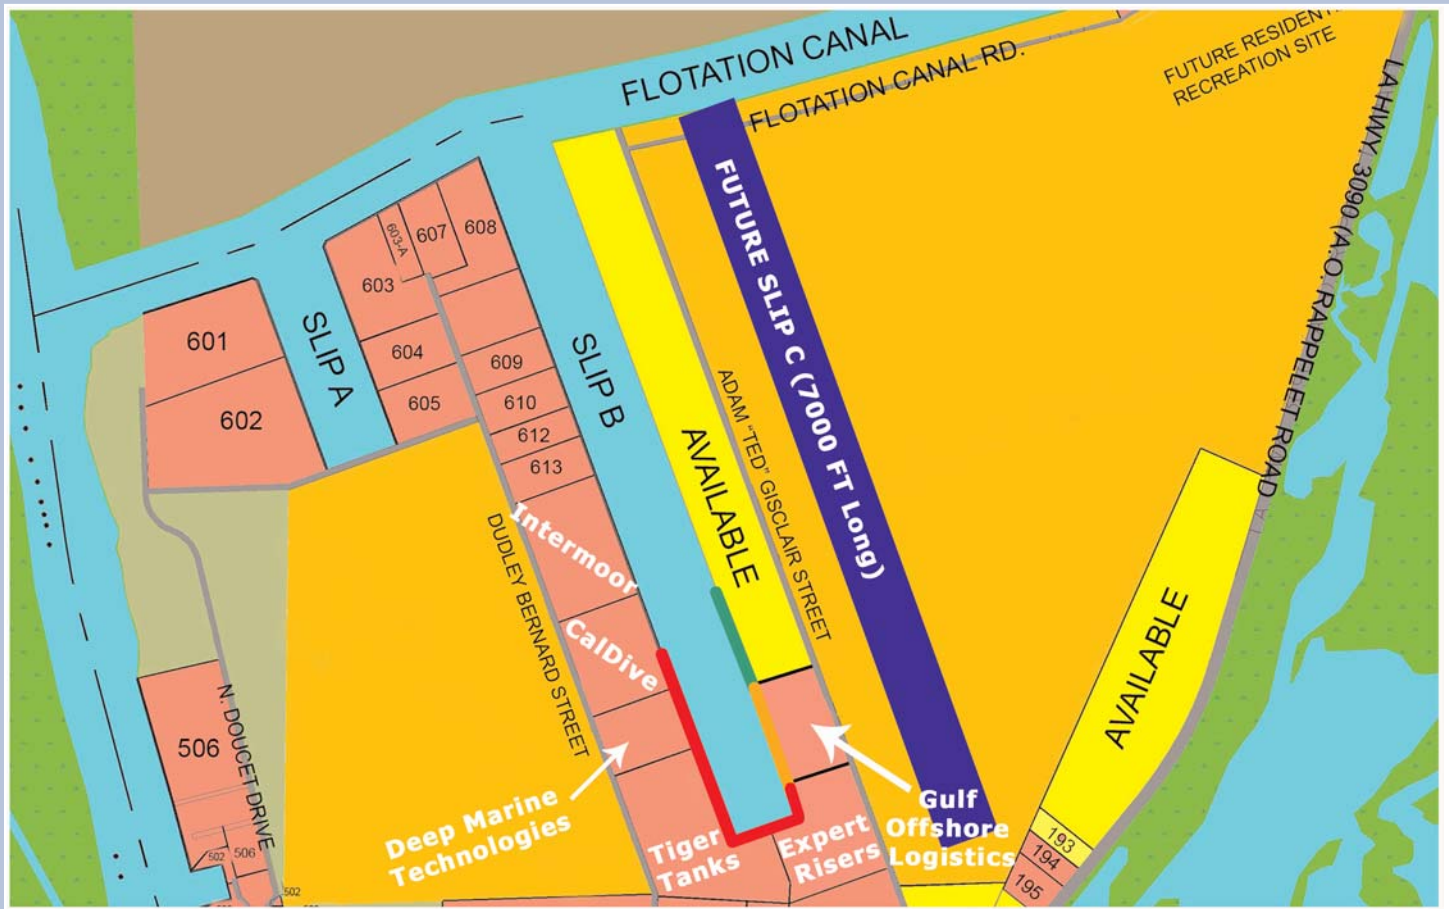 FLOTATION CANAL
FLOTATION CANAL RD.
FUTURE RESIDENT.
RECREATION SITE
LA HWY. 3090 (A.O. RAPPELET ROAD
FUTURE SLIP C (7000 FT Long)
603-A
607
608
603
601
SLIP A
604
602
605
609
SLIP B
610
612
613
AVAILABLE
ADAM "TED" GISCLAIR STREET
Intermoor
DUDLEY BERNARD STREET
CalDive
AVAILABLE
N. DOUCET DRIVE
506
Deep Marine
Technologies
Gulf
Offshore
Logistics
Tiger
Tanks
Expert
Risers
193
194
195
502
506
502